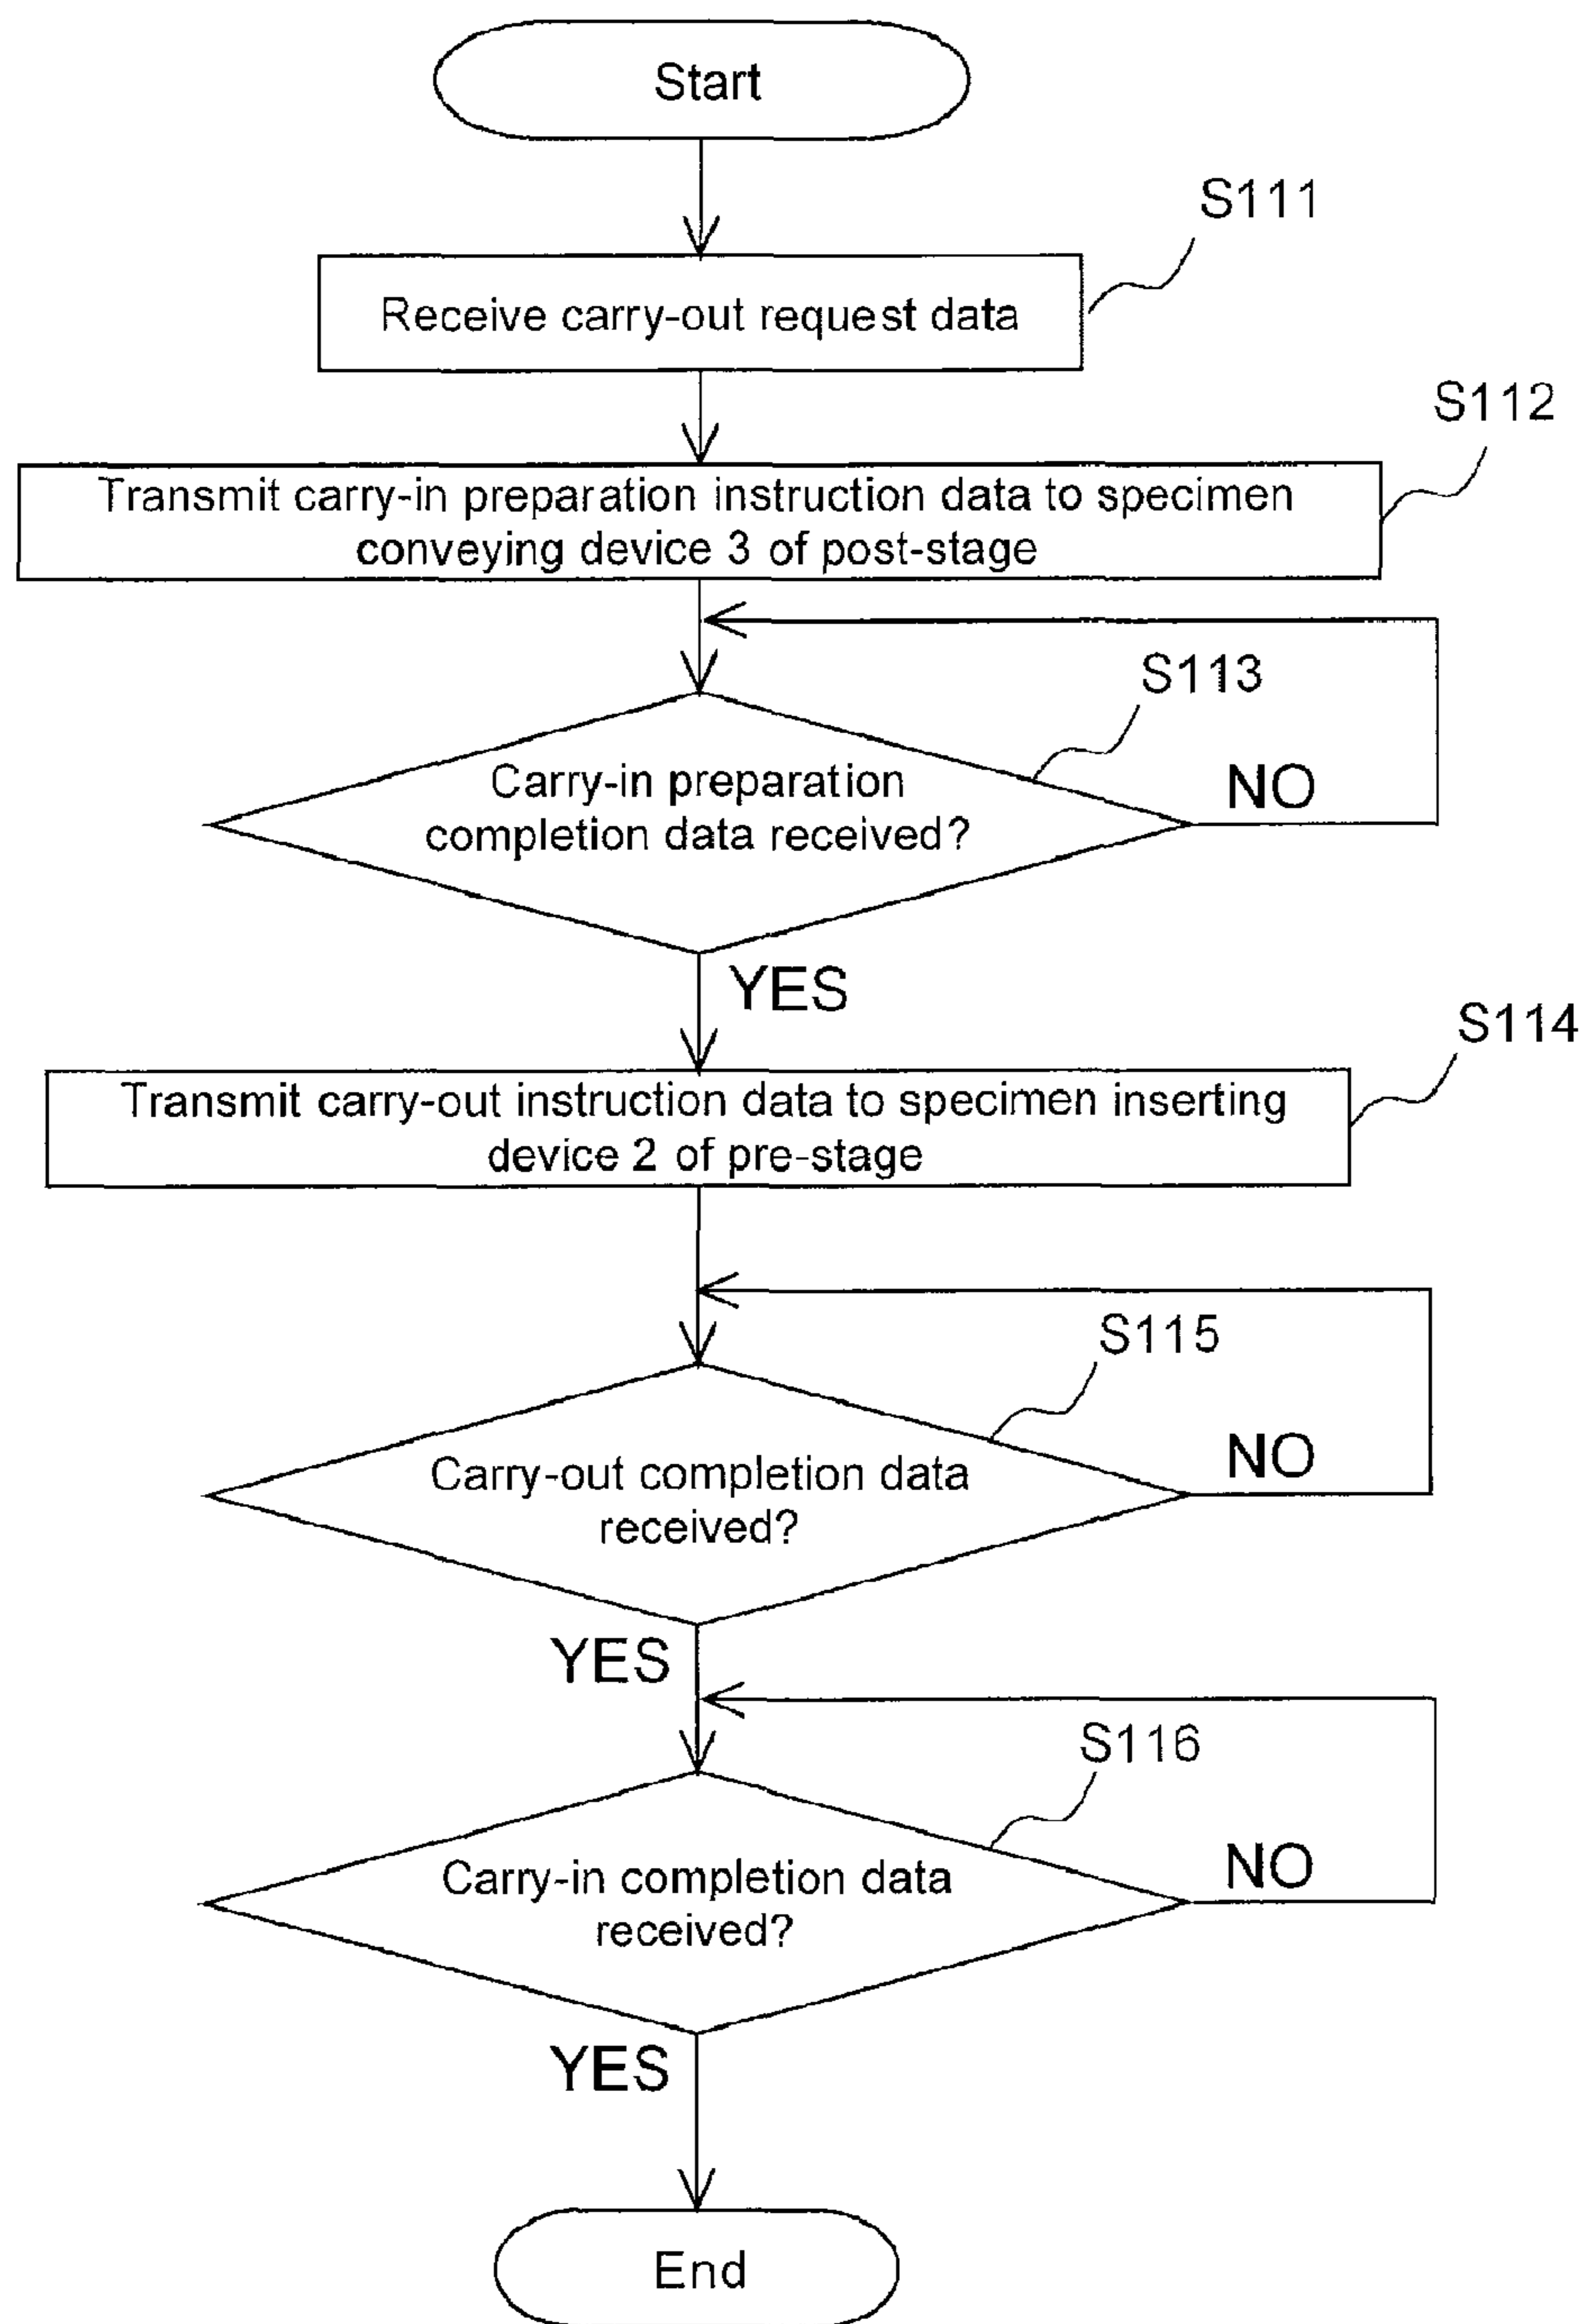 Start
S111
Receive carry-out request data
S112
Transmit carry-in preparation instruction data to specimen
conveying device 3 of post-stage
S113
Carry-in preparation
completion data received?
NO
YES
S114
Transmit carry-out instruction data to specimen inserting
device 2 of pre-stage
S115
Carry-out completion data
received?
NO
YES
S116
Carry-in completion data
received?
NO
YES
End